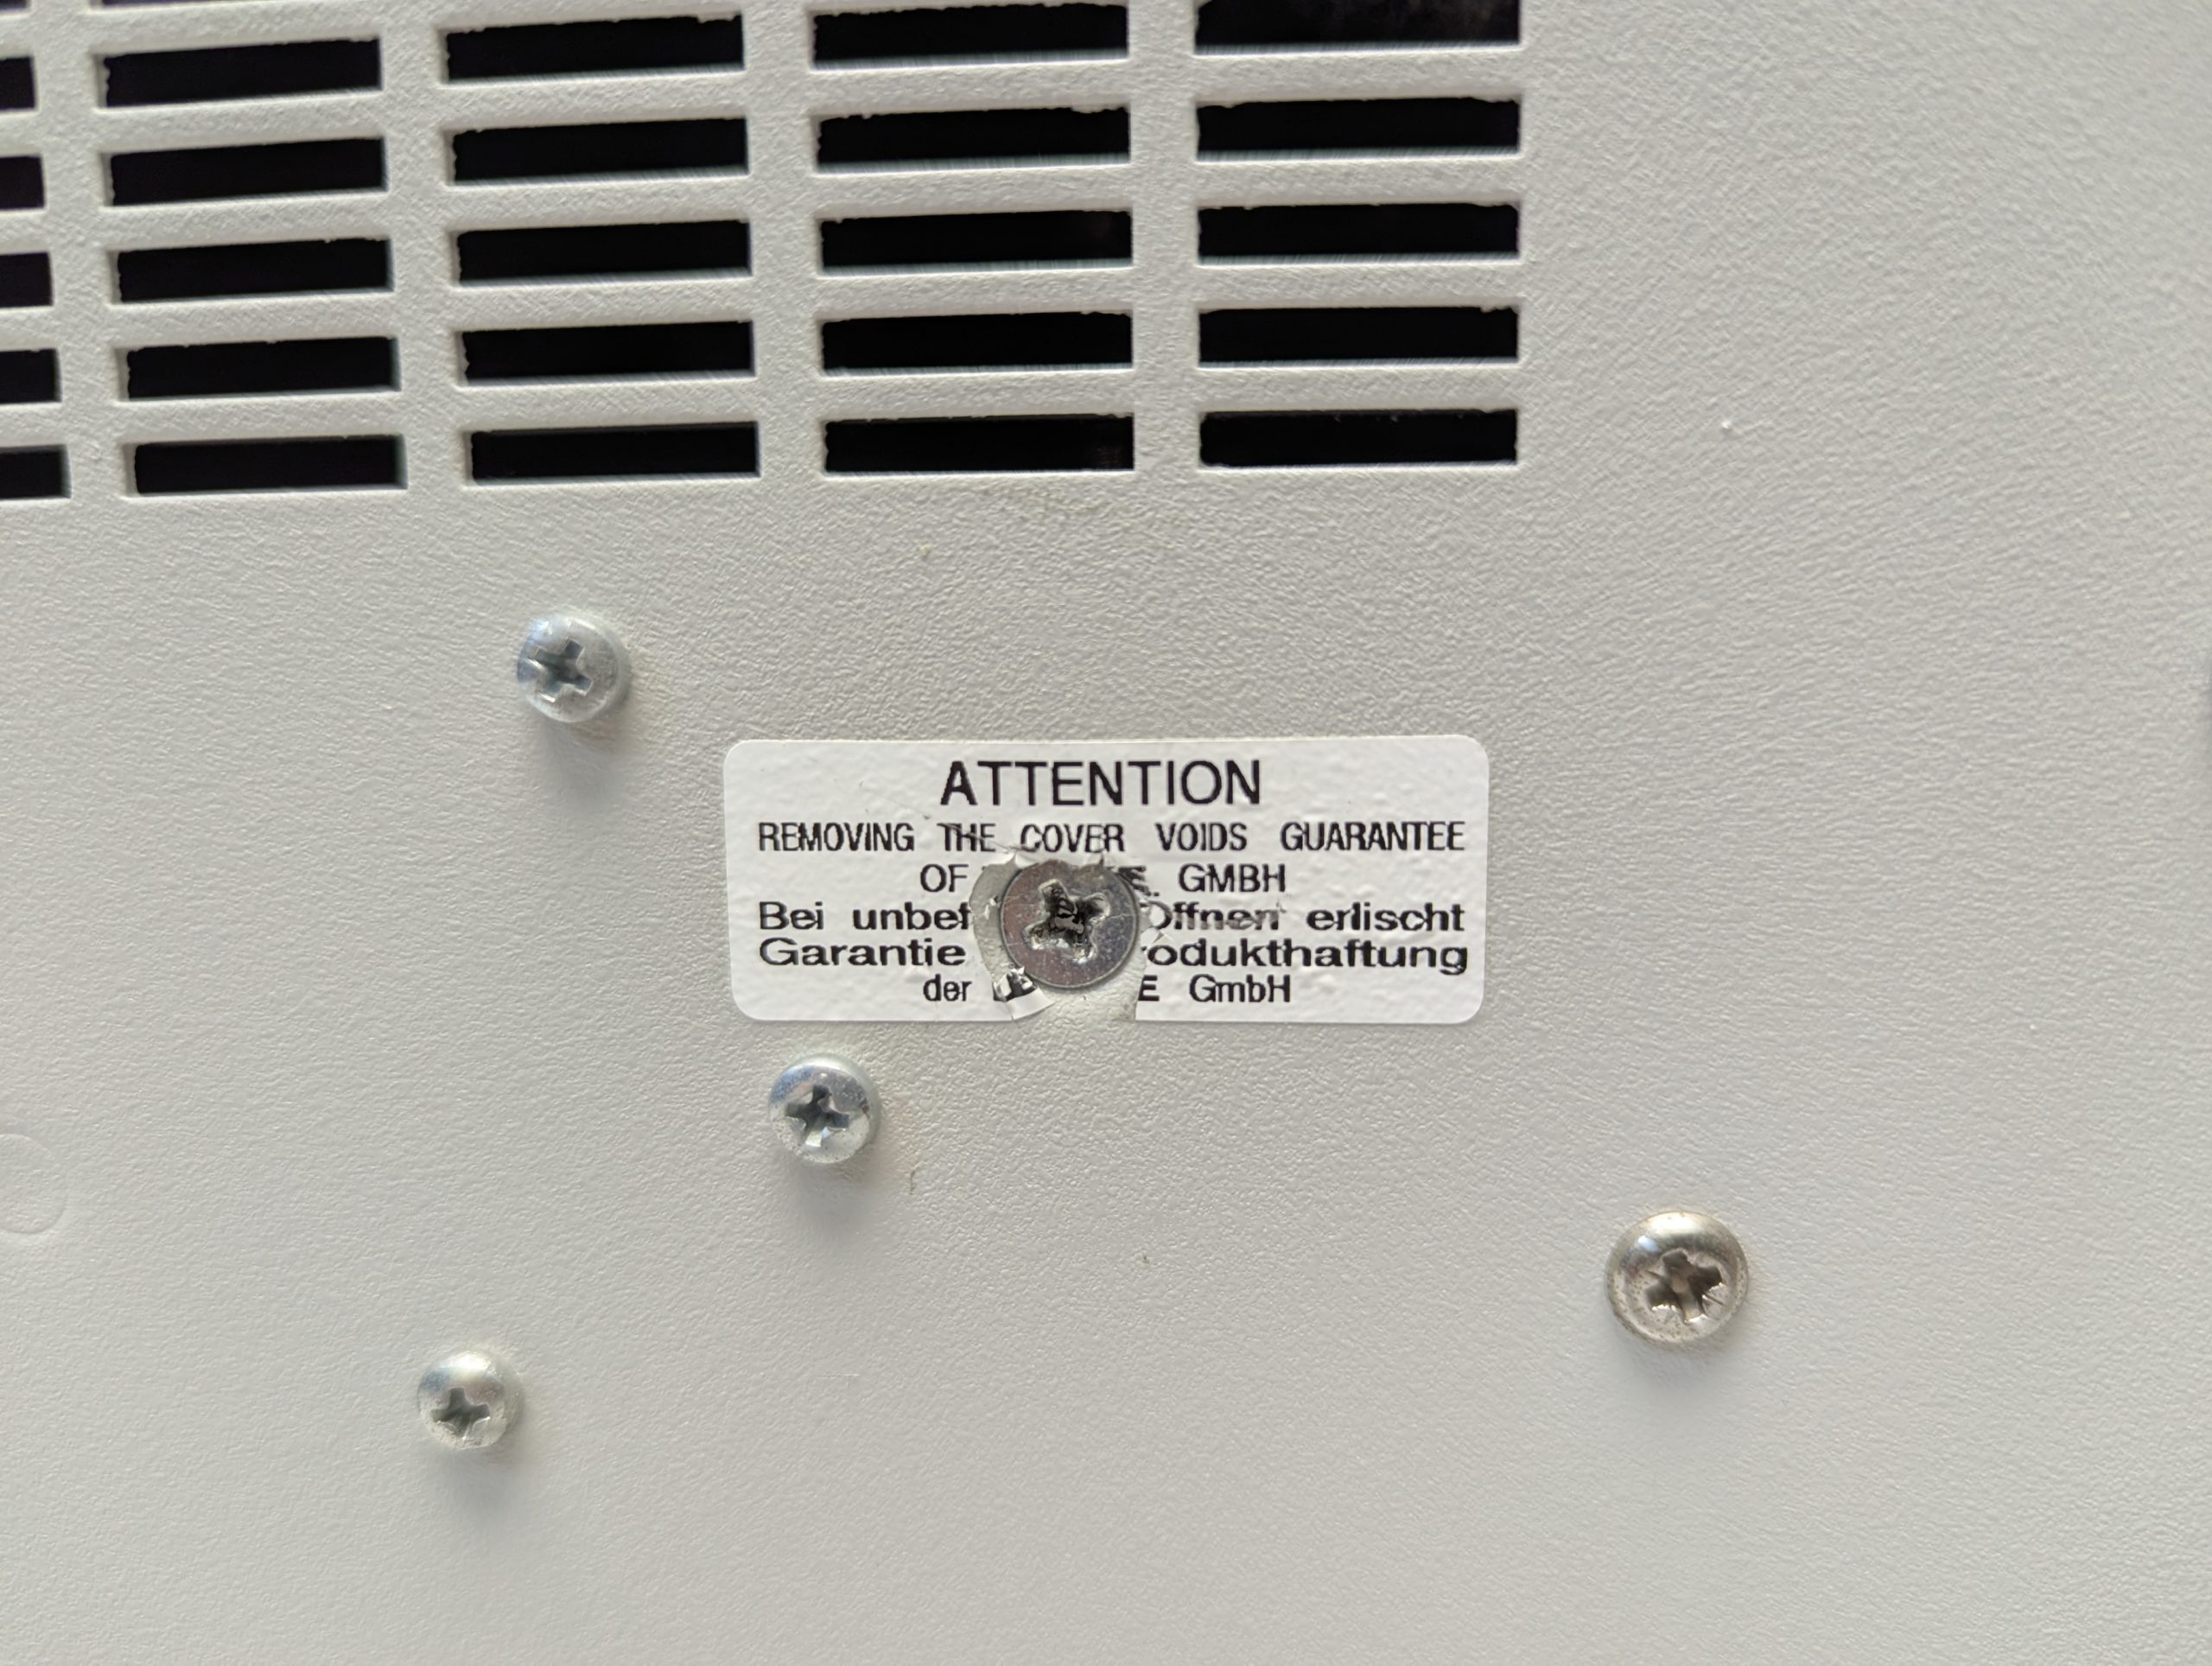 ATTENTION
REMOVING THE COVER VOIDS GUARANTEE
OF GMBH
Bei erlischt
Garantie
der GmbH